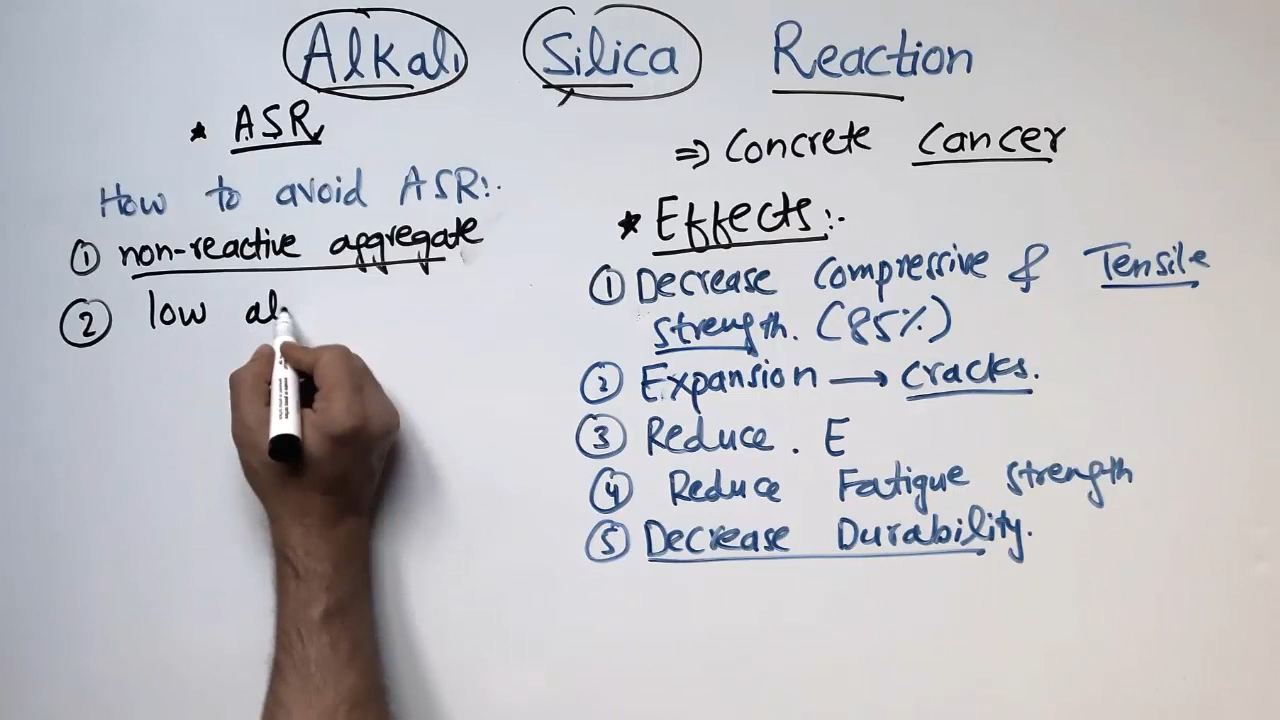 Alkali Silica Reaction
* ASR
How to avoid ASR:-
① non-reactive aggregate
② low al
⇒ Concrete Cancer
* Effects:-
① Decrease Compressive & Tensile
strength. (85%)
② Expansion → cracks.
③ Reduce. E
④ Reduce Fatigue strength
⑤ Decrease Durability.